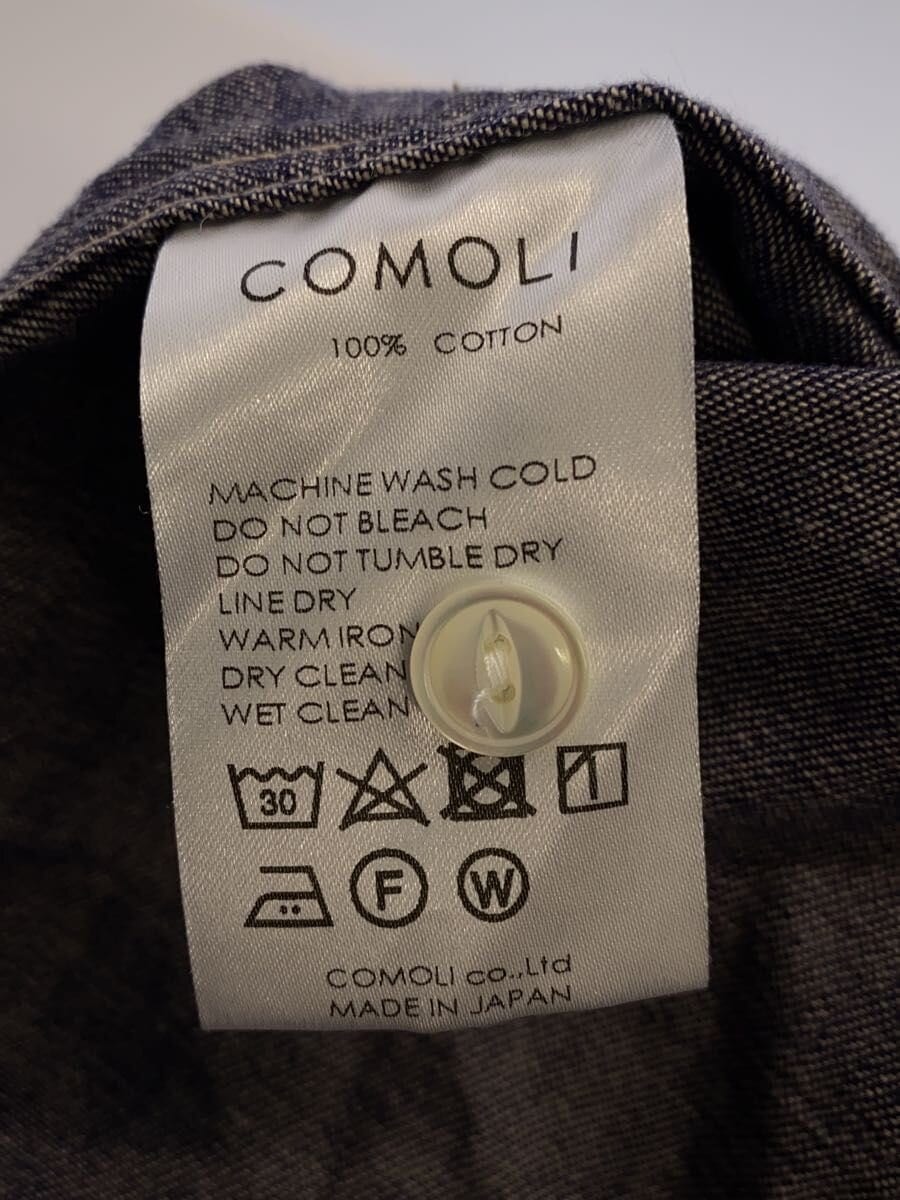 COMOLI
100% COTTON
MACHINE WASH COLD
DO NOT BLEACH
DO NOT TUMBLE DRY
LINE DRY
WARM IRON
DRY CLEAN
WET CLEAN
30
F W
COMOLI co.,Ltd
MADE IN JAPAN